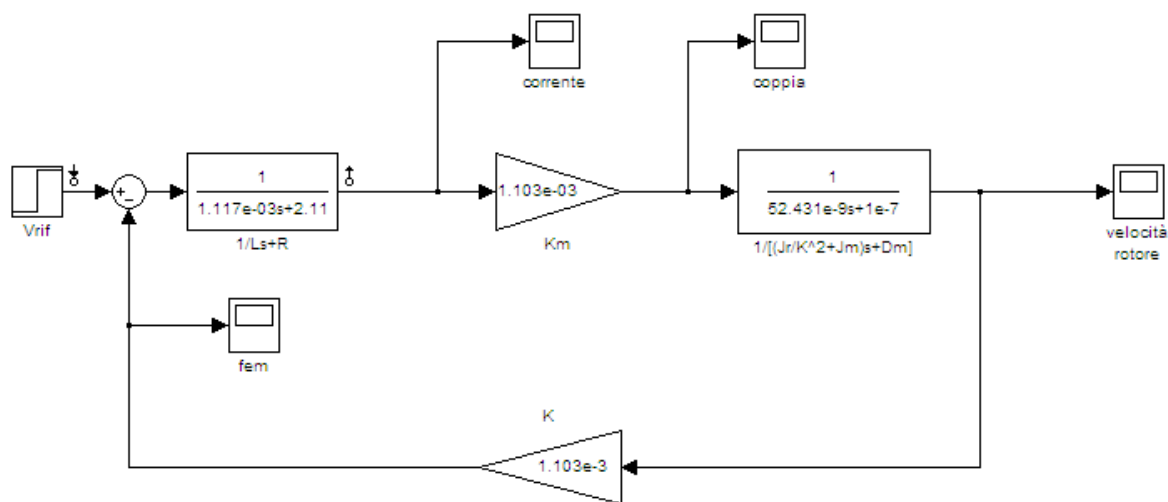 corrente
coppia
Vrif
+
−
1
1.117e-03s+2.11
1/Ls+R
1.103e-03
Km
1
52.431e-9s+1e-7
1/[(Jr/K^2+Jm)s+Dm]
velocità
rotore
fem
K
1.103e-3